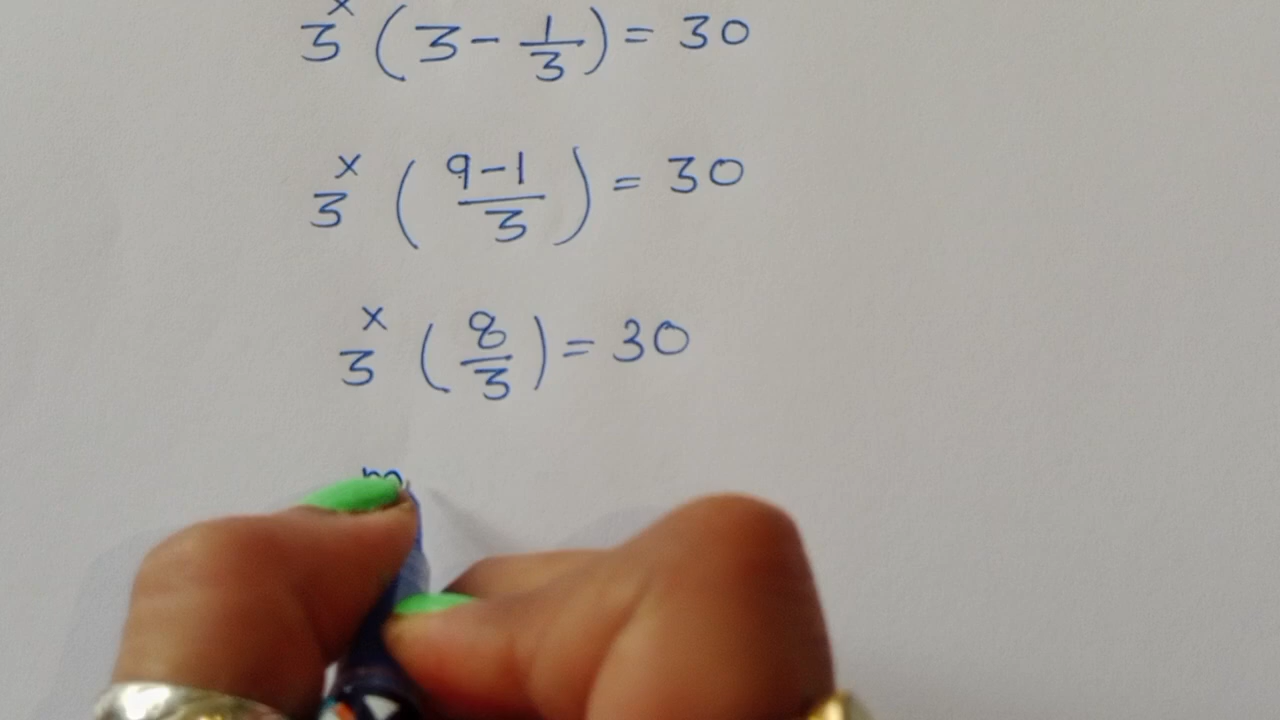 3^x (3 - 1/3) = 30
3^x (9-1/3) = 30
3^x (8/3) = 30